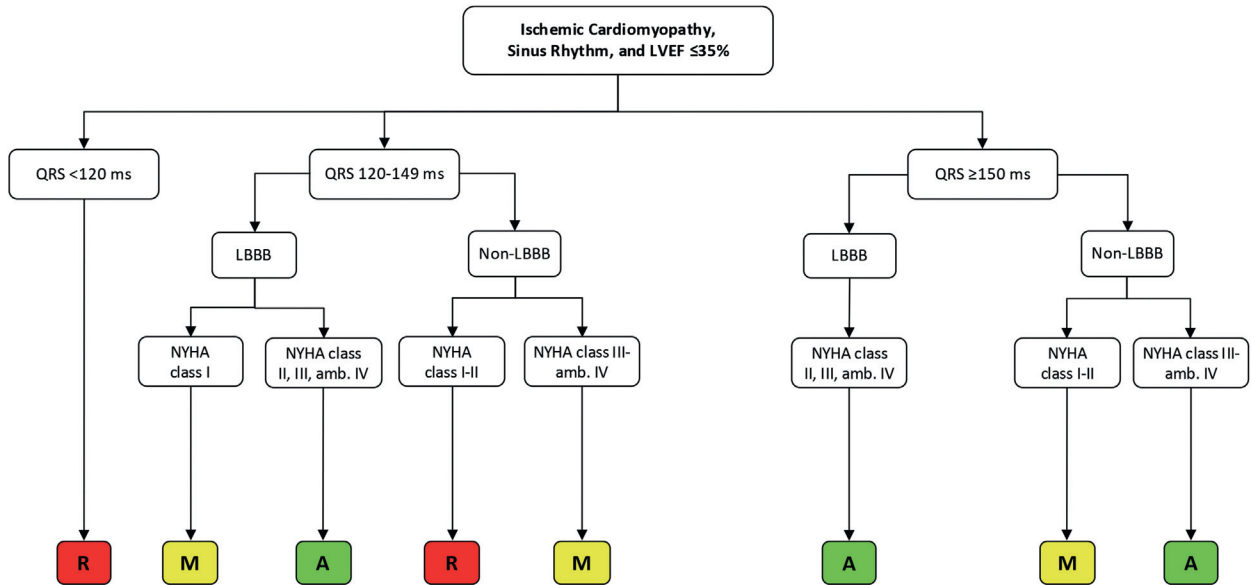 Ischemic Cardiomyopathy,
Sinus Rhythm, and LVEF ≤35%
QRS <120 ms
QRS 120-149 ms
QRS ≥150 ms
LBBB
Non-LBBB
LBBB
Non-LBBB
NYHA
class I
NYHA class
II, III, amb. IV
NYHA
class I-II
NYHA class III-
amb. IV
NYHA class
II, III, amb. IV
NYHA
class I-II
NYHA class III-
amb. IV
R
M
A
R
M
A
M
A